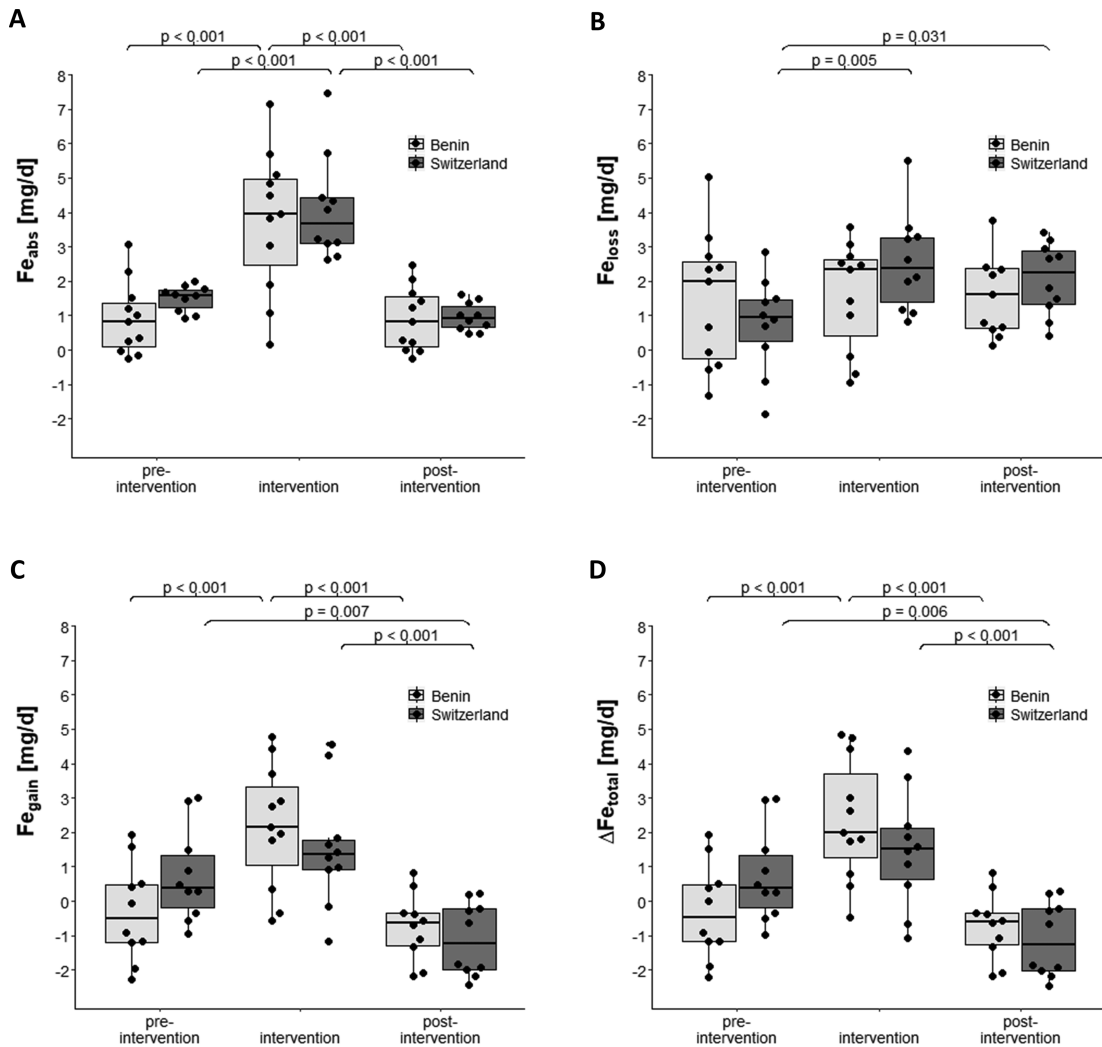 A
p < 0.001
p < 0.001
p < 0.001
p < 0.001
Fe_abs [mg/d]
8
7
6
5
4
3
2
1
0
-1
-2
Benin
Switzerland
pre-
intervention
intervention
post-
intervention
B
p = 0.031
p = 0.005
Fe_loss [mg/d]
8
7
6
5
4
3
2
1
0
-1
-2
Benin
Switzerland
pre-
intervention
intervention
post-
intervention
C
p < 0.001
p < 0.001
p = 0.007
p < 0.001
Fe_gain [mg/d]
8
7
6
5
4
3
2
1
0
-1
-2
Benin
Switzerland
pre-
intervention
intervention
post-
intervention
D
p < 0.001
p < 0.001
p = 0.006
p < 0.001
ΔFe_total [mg/d]
8
7
6
5
4
3
2
1
0
-1
-2
Benin
Switzerland
pre-
intervention
intervention
post-
intervention